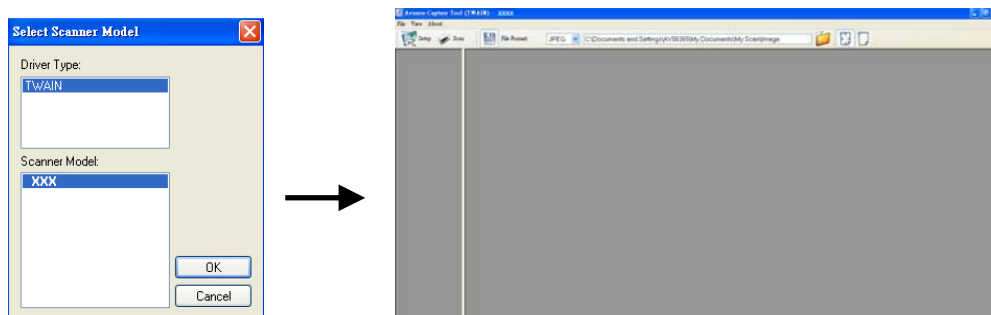 Select Scanner Model
Driver Type:
TWAIN
Scanner Model:
XXX
OK
Cancel
Avision Capture Tool (TWAIN) - XXXX
File View About
Setup Scan File Format: JPEG C:\Documents and Settings\AV00305\My Documents\My Scan\Image